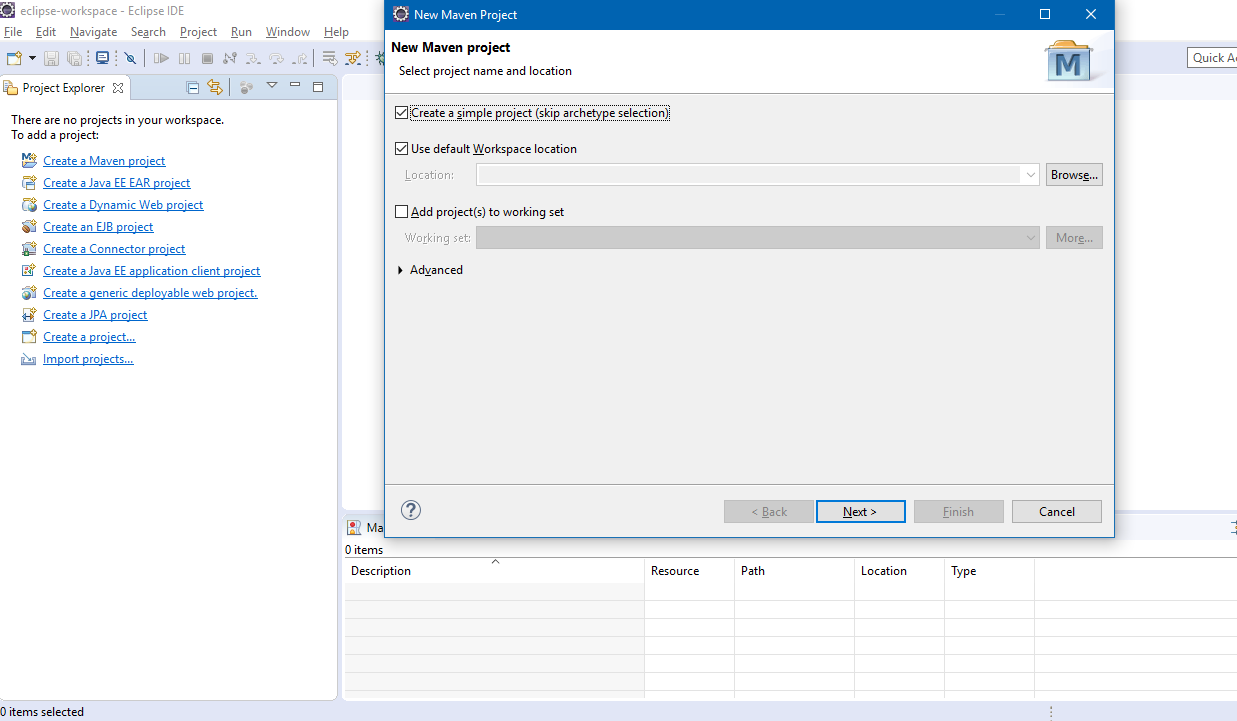 eclipse-workspace - Eclipse IDE
File Edit Navigate Search Project Run Window Help
Quick
Project Explorer
There are no projects in your workspace.
To add a project:
Create a Maven project
Create a Java EE EAR project
Create a Dynamic Web project
Create an EJB project
Create a Connector project
Create a Java EE application client project
Create a generic deployable web project.
Create a JPA project
Create a project...
Import projects...
New Maven Project
New Maven project
Select project name and location
M
Create a simple project (skip archetype selection)
Use default Workspace location
Location: Browse...
Add project(s) to working set
Working set: More...
Advanced
? < Back Next > Finish Cancel
Ma
0 items
Description Resource Path Location Type
0 items selected